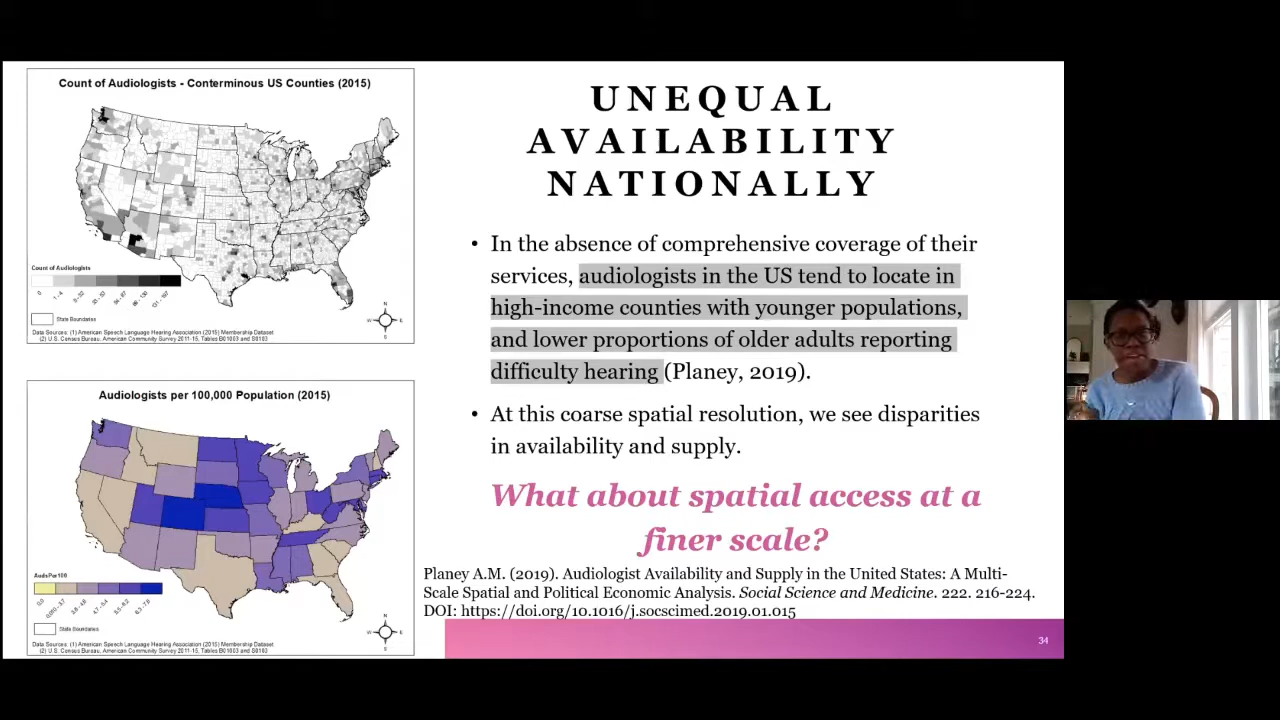 Count of Audiologists - Conterminous US Counties (2015)
Count of Audiologists
0
1 - 4
State Boundaries
Data Sources: (1) American Speech Language Hearing Association (2015) Membership Dataset
(2) U.S. Census Bureau, American Community Survey 2011-15, Tables B01003 and S0103
N
W
E
S
Audiologists per 100,000 Population (2015)
AudsPer100
State Boundaries
Data Sources: (1) American Speech Language Hearing Association (2015) Membership Dataset
(2) U.S. Census Bureau, American Community Survey 2011-15, Tables B01003 and S0103
N
W
E
S
UNEQUAL
AVAILABILITY
NATIONALLY
• In the absence of comprehensive coverage of their
services, audiologists in the US tend to locate in
high-income counties with younger populations,
and lower proportions of older adults reporting
difficulty hearing (Planey, 2019).
• At this coarse spatial resolution, we see disparities
in availability and supply.
What about spatial access at a
finer scale?
Planey A.M. (2019). Audiologist Availability and Supply in the United States: A Multi-
Scale Spatial and Political Economic Analysis. Social Science and Medicine. 222. 216-224.
DOI: https://doi.org/10.1016/j.socscimed.2019.01.015
34